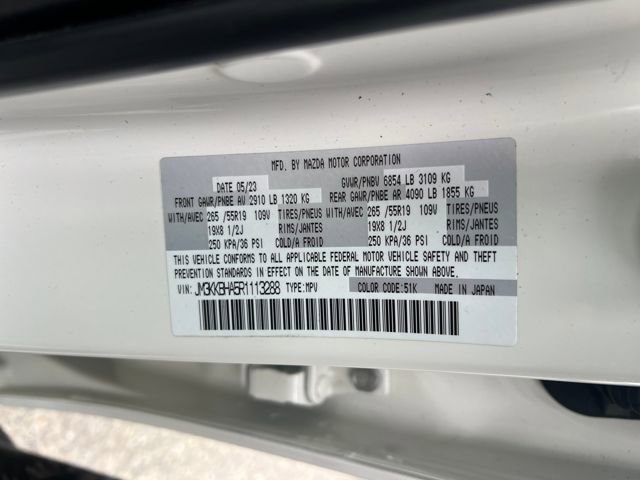 MFD. BY MAZDA MOTOR CORPORATION
DATE 05/23 GVWR/PNBV 6854 LB 3109 KG
FRONT GAWR/PNBE AV 2910 LB 1320 KG REAR GAWR/PNBE AR 4090 LB 1855 KG
WITH/AVEC 265 /55R19 109V TIRES/PNEUS WITH/AVEC 265 /55R19 109V TIRES/PNEUS
19X8 1/2J RIMS/JANTES 19X8 1/2J RIMS/JANTES
250 KPA/36 PSI COLD/A FROID 250 KPA/36 PSI COLD/A FROID
THIS VEHICLE CONFORMS TO ALL APPLICABLE FEDERAL MOTOR VEHICLE SAFETY AND THEFT
PREVENTION STANDARDS IN EFFECT ON THE DATE OF MANUFACTURE SHOWN ABOVE.
VIN: JM3KKBHA5R1113288 TYPE:MPV COLOR CODE:51K MADE IN JAPAN